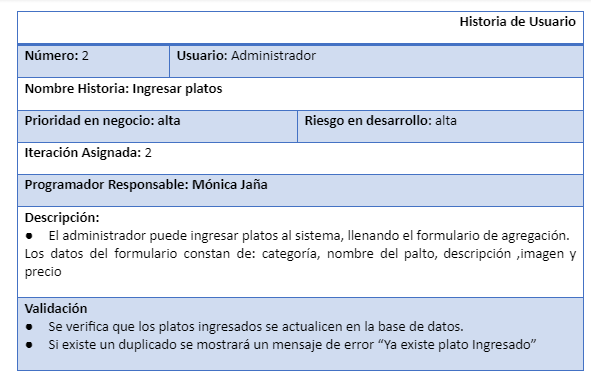 Historia de Usuario
Número: 2 Usuario: Administrador
Nombre Historia: Ingresar platos
Prioridad en negocio: alta Riesgo en desarrollo: alta
Iteración Asignada: 2
Programador Responsable: Mónica Jaña
Descripción:
● El administrador puede ingresar platos al sistema, llenando el formulario de agregación.
Los datos del formulario constan de: categoría, nombre del palto, descripción ,imagen y
precio
Validación
● Se verifica que los platos ingresados se actualicen en la base de datos.
● Si existe un duplicado se mostrará un mensaje de error “Ya existe plato Ingresado”